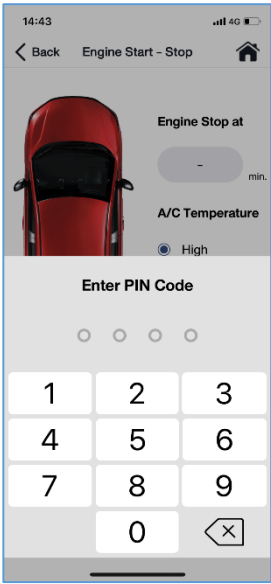 14:43 4G
Back Engine Start – Stop
Engine Stop at
-
min.
A/C Temperature
High
Enter PIN Code
1 2 3
4 5 6
7 8 9
0